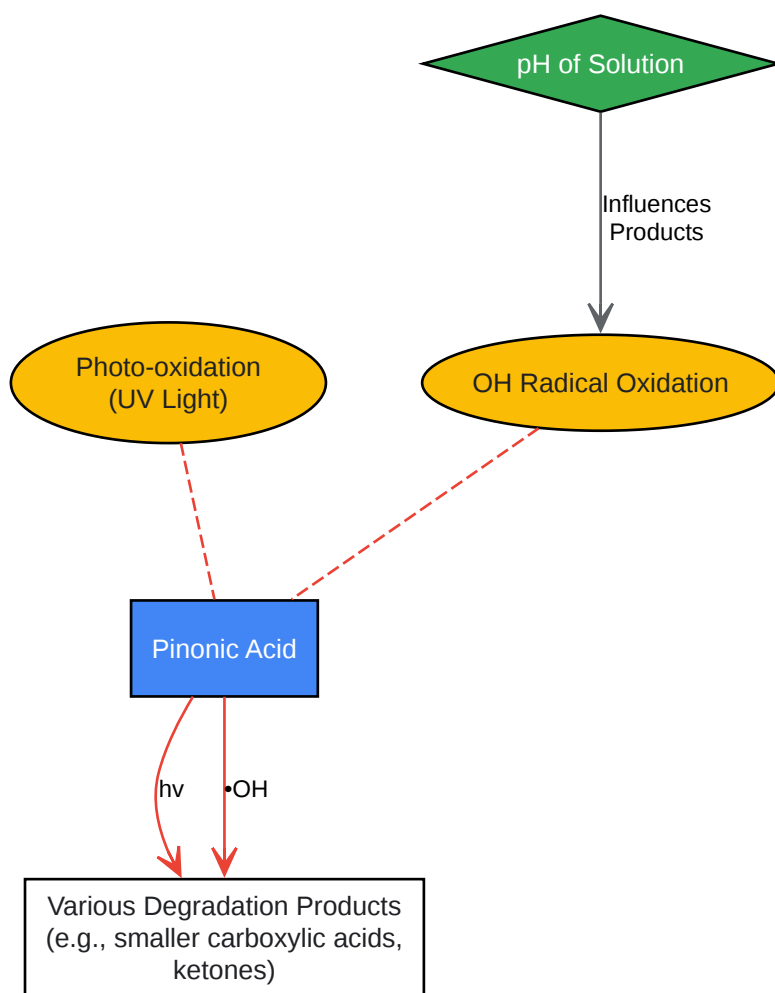 pH of Solution
Influences
Products
Photo-oxidation
(UV Light)
OH Radical Oxidation
Pinonic Acid
hv
•OH
Various Degradation Products
(e.g., smaller carboxylic acids,
ketones)